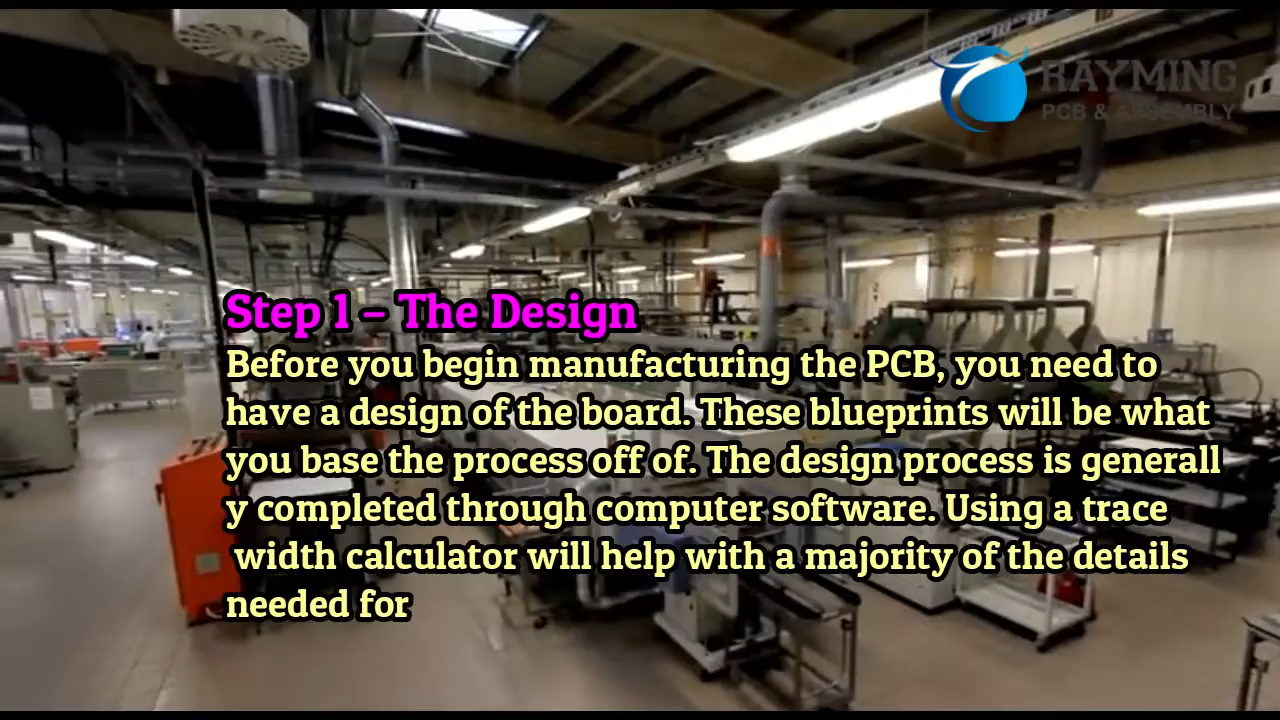 RAYMING
PCB & ASSEMBLY
Step 1 – The Design
Before you begin manufacturing the PCB, you need to
have a design of the board. These blueprints will be what
you base the process off of. The design process is generall
y completed through computer software. Using a trace
width calculator will help with a majority of the details
needed for